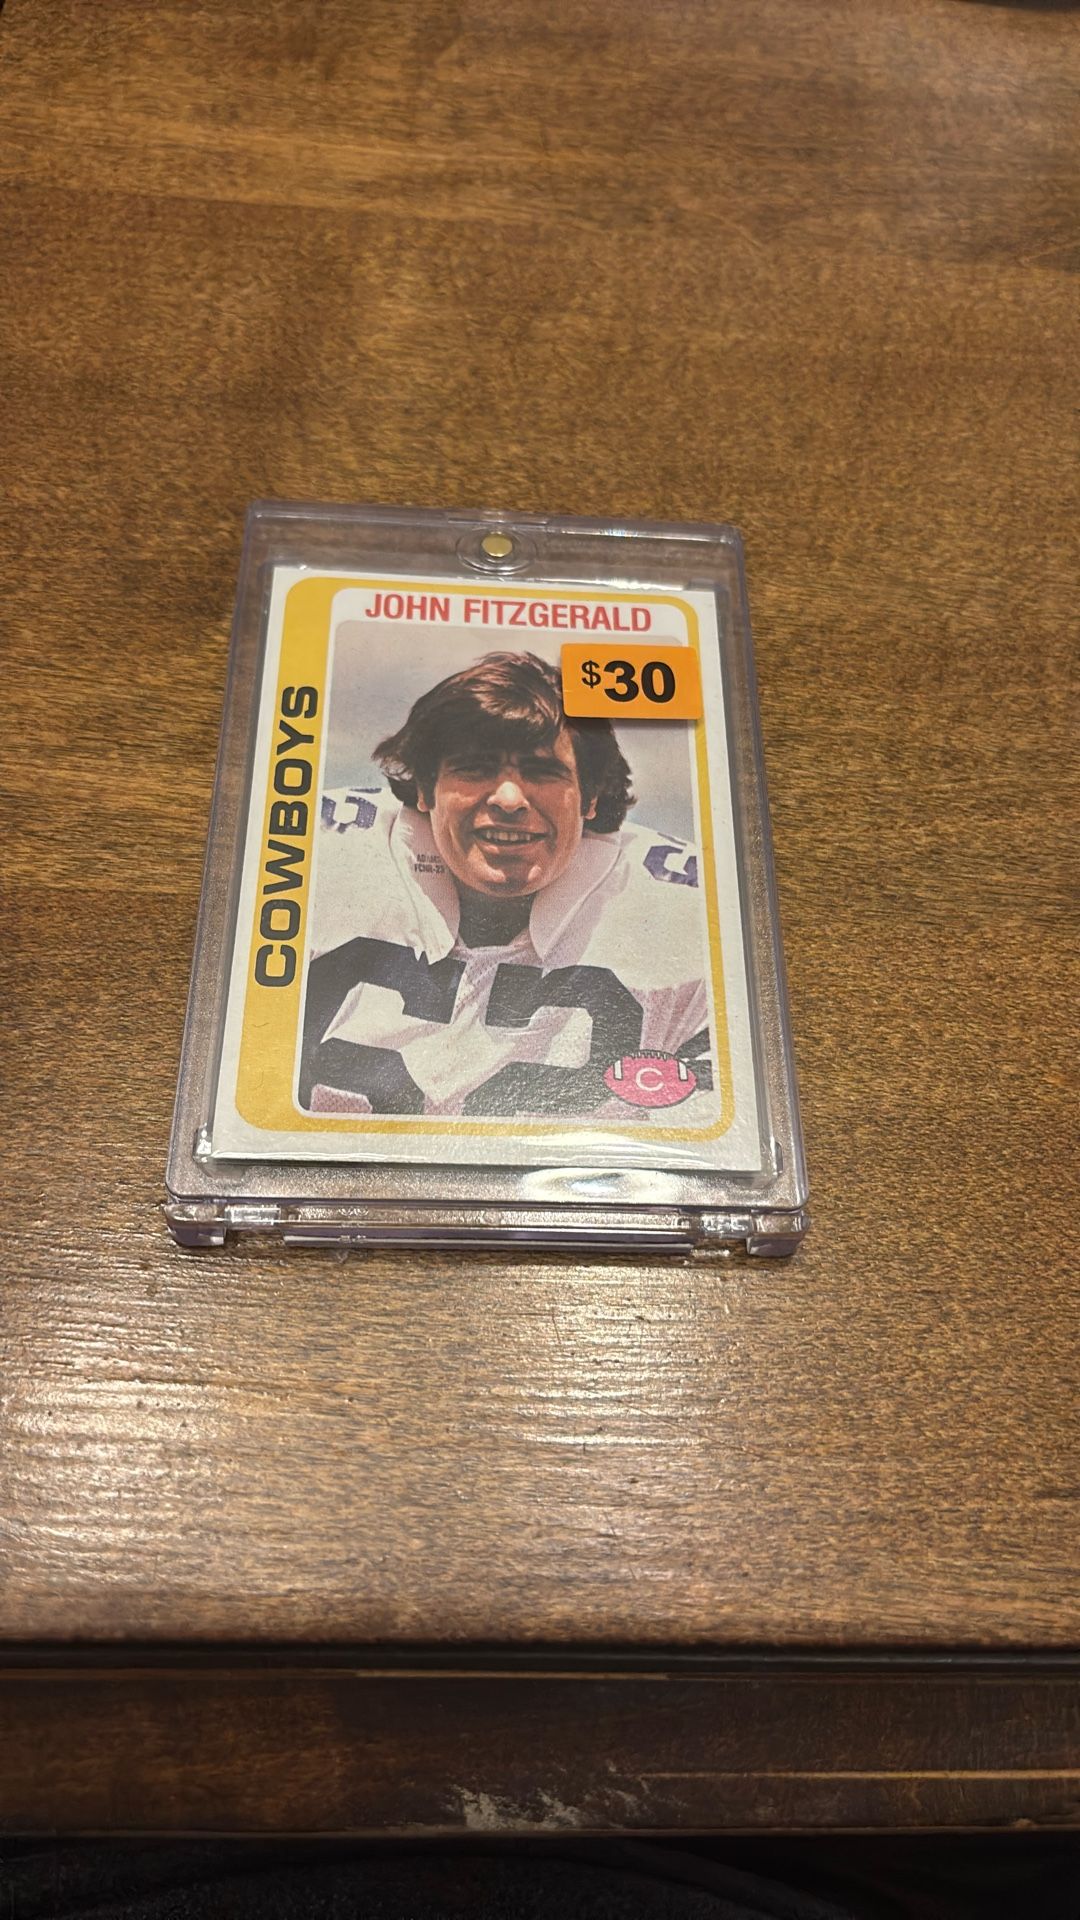 JOHN FITZGERALD
$30
COWBOYS
C